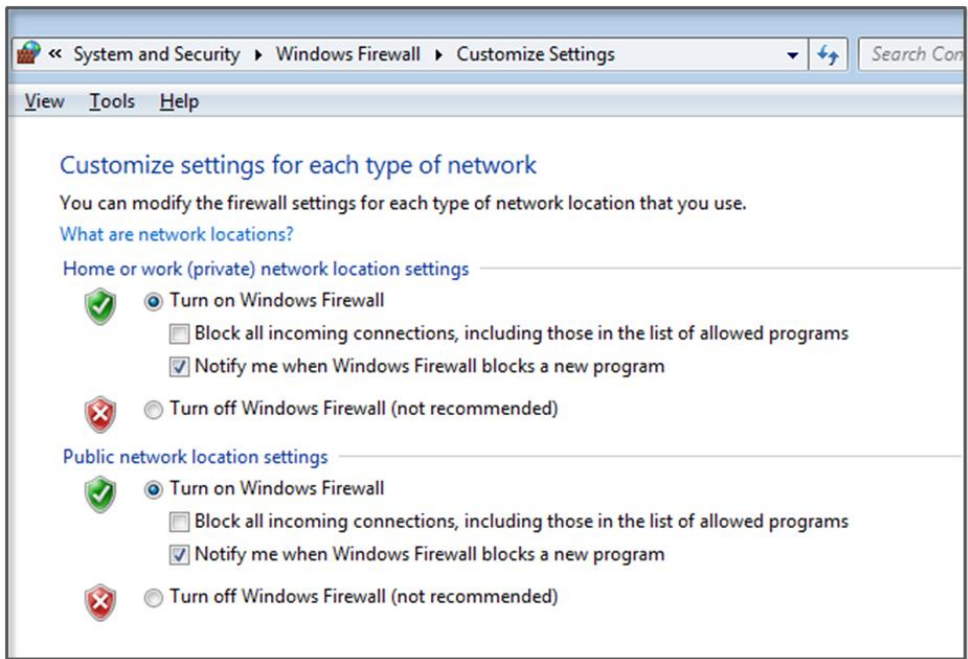 « System and Security ▸ Windows Firewall ▸ Customize Settings
Search Con
View Tools Help
Customize settings for each type of network
You can modify the firewall settings for each type of network location that you use.
What are network locations?
Home or work (private) network location settings
Turn on Windows Firewall
Block all incoming connections, including those in the list of allowed programs
Notify me when Windows Firewall blocks a new program
Turn off Windows Firewall (not recommended)
Public network location settings
Turn on Windows Firewall
Block all incoming connections, including those in the list of allowed programs
Notify me when Windows Firewall blocks a new program
Turn off Windows Firewall (not recommended)